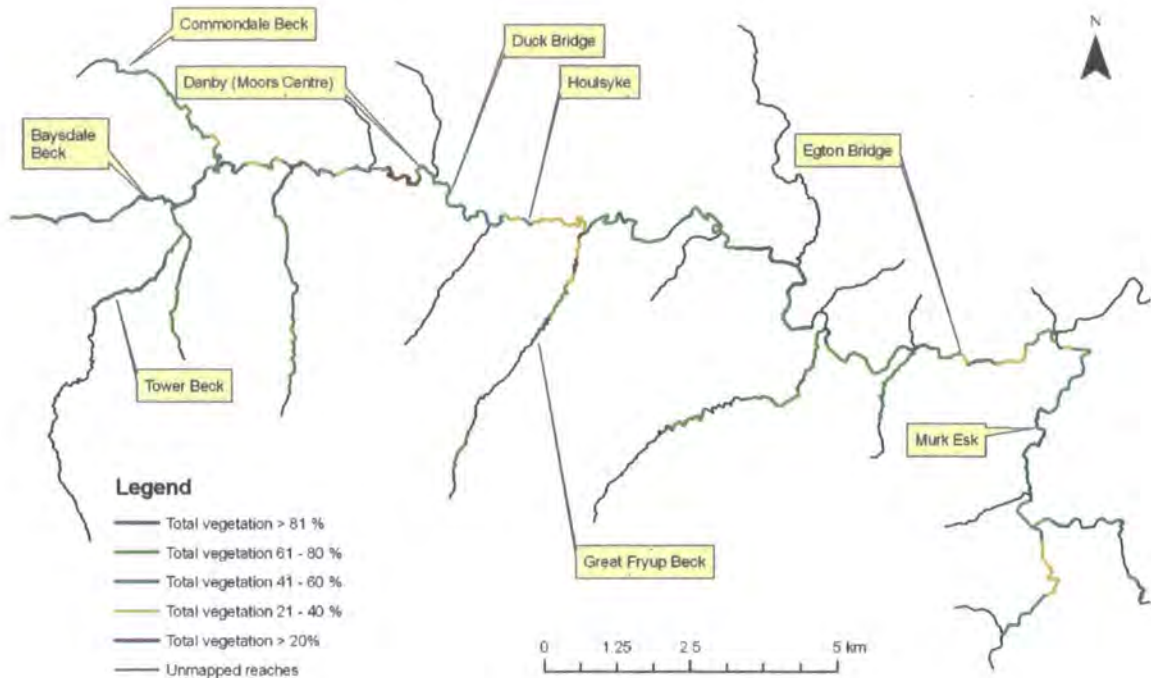 Commondale Beck
Duck Bridge
N
Danby (Moors Centre)
Houlsyke
Baysdale
Beck
Egton Bridge
Tower Beck
Murk Esk
Great Fryup Beck
Legend
Total vegetation > 81 %
Total vegetation 61 - 80 %
Total vegetation 41 - 60 %
Total vegetation 21 - 40 %
Total vegetation > 20%
Unmapped reaches
0 1.25 2.5 5 km